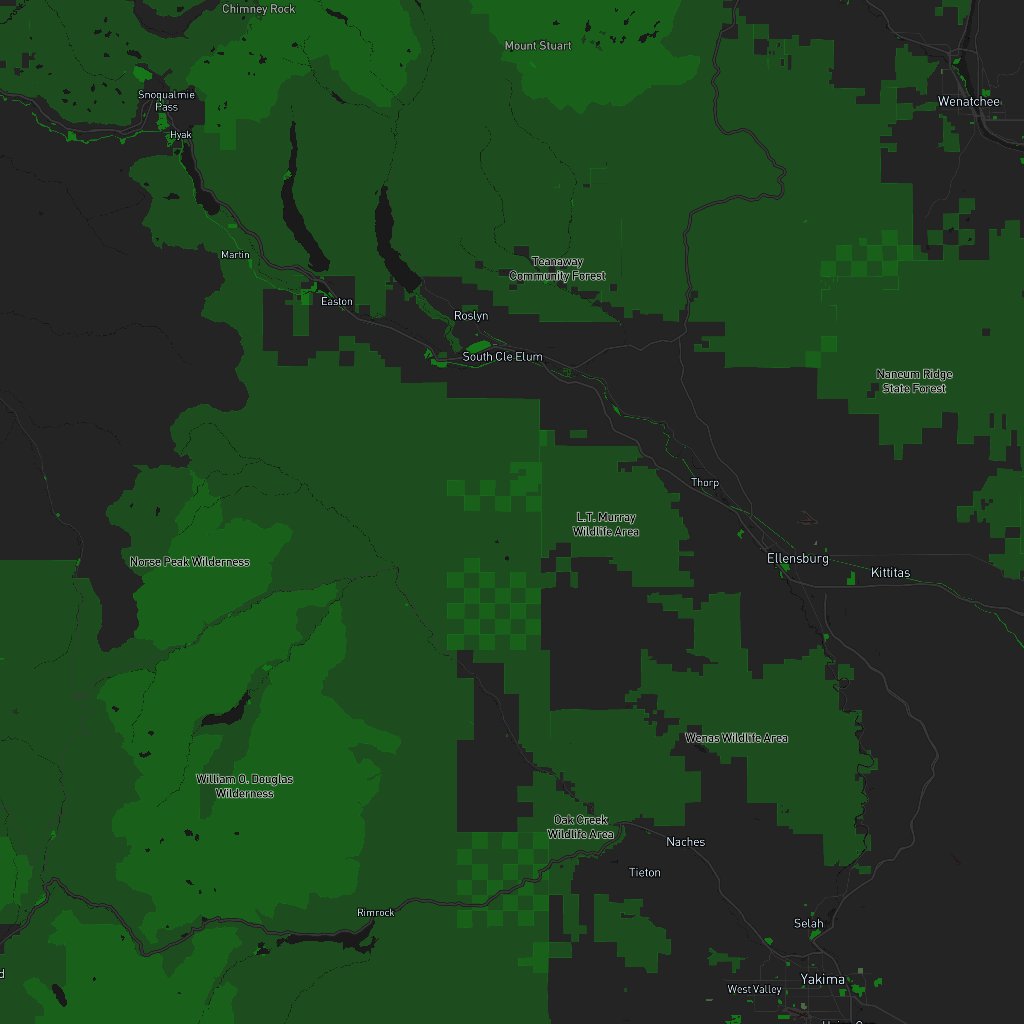 Chimney Rock
Mount Stuart
Snoqualmie
Pass
Wenatchee
Hyak
Martin
Teanaway
Community Forest
Easton
Roslyn
South Cle Elum
Naneum Ridge
State Forest
Thorp
L.T. Murray
Wildlife Area
Norse Peak Wilderness
Ellensburg
Kittitas
Wenas Wildlife Area
William O. Douglas
Wilderness
Oak Creek
Wildlife Area
Naches
Tieton
Rimrock
Selah
Yakima
West Valley